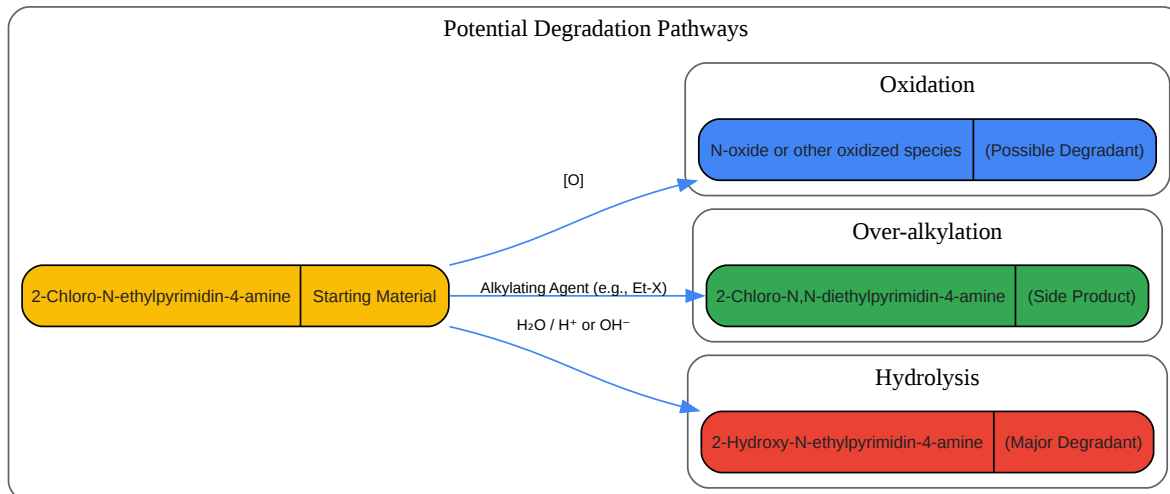 Potential Degradation Pathways
Oxidation
N-oxide or other oxidized species (Possible Degradant)
[O]
Over-alkylation
2-Chloro-N-ethylpyrimidin-4-amine Starting Material
Alkylating Agent (e.g., Et-X)
2-Chloro-N,N-diethylpyrimidin-4-amine (Side Product)
H₂O / H⁺ or OH⁻
Hydrolysis
2-Hydroxy-N-ethylpyrimidin-4-amine (Major Degradant)